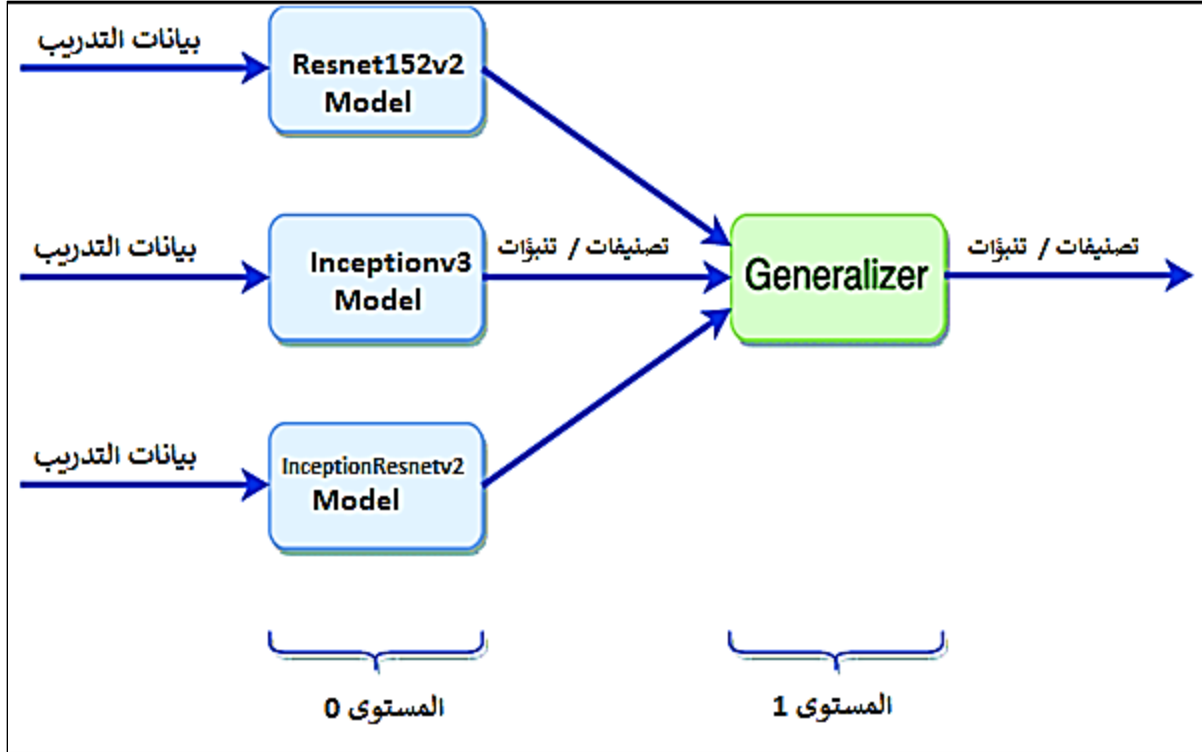 بيانات التدريب
Resnet152v2
Model
بيانات التدريب
Inceptionv3
Model
تصنيفات / تنبؤات
Generalizer
تصنيفات / تنبؤات
بيانات التدريب
InceptionResnetv2
Model
المستوى 0
المستوى 1